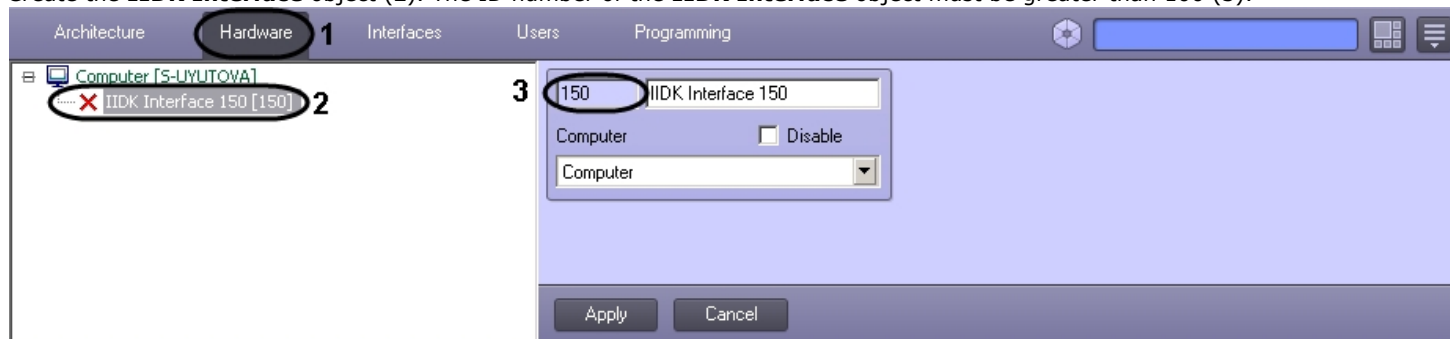 Create the IIDK Interface object (2). The ID number of the IIDK Interface object must be greater than 100 (3).
Architecture Hardware 1 Interfaces Users Programming
Computer [S-UYUTOVA]
IIDK Interface 150 [150] 2
3 150 IIDK Interface 150
Computer Disable
Computer
Apply Cancel